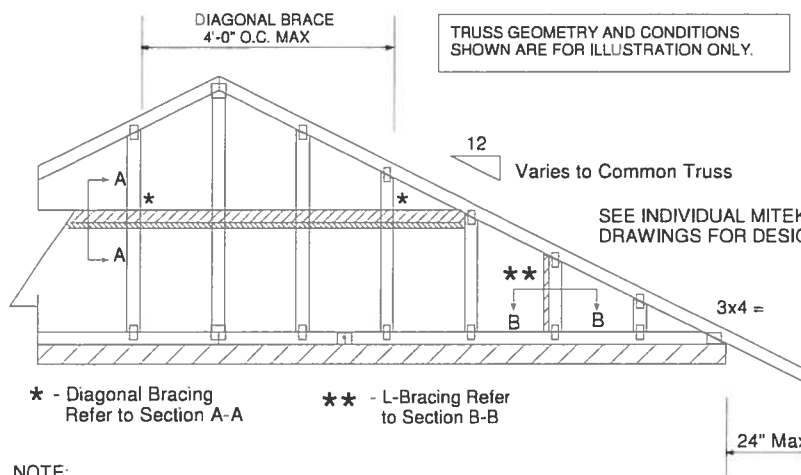 DIAGONAL BRACE
4'-0" O.C. MAX
TRUSS GEOMETRY AND CONDITIONS
SHOWN ARE FOR ILLUSTRATION ONLY.
12
Varies to Common Truss
A
*
*
SEE INDIVIDUAL MITEK
DRAWINGS FOR DESIG
A
**
B
B
3x4 =
* - Diagonal Bracing
Refer to Section A-A
** - L-Bracing Refer
to Section B-B
24" Max
NOTE: